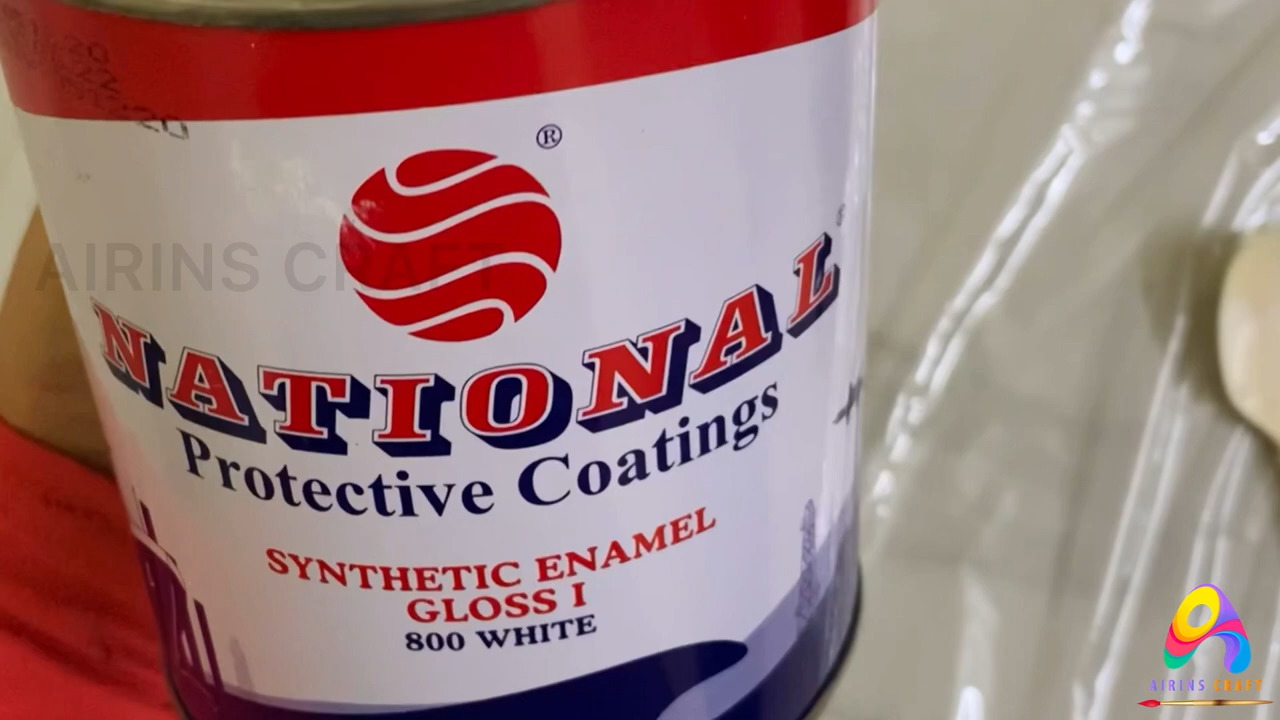 ®
AIRINS CRAFT
NATIONAL
Protective Coatings
SYNTHETIC ENAMEL
GLOSS I
800 WHITE
AIRINS CRAFT